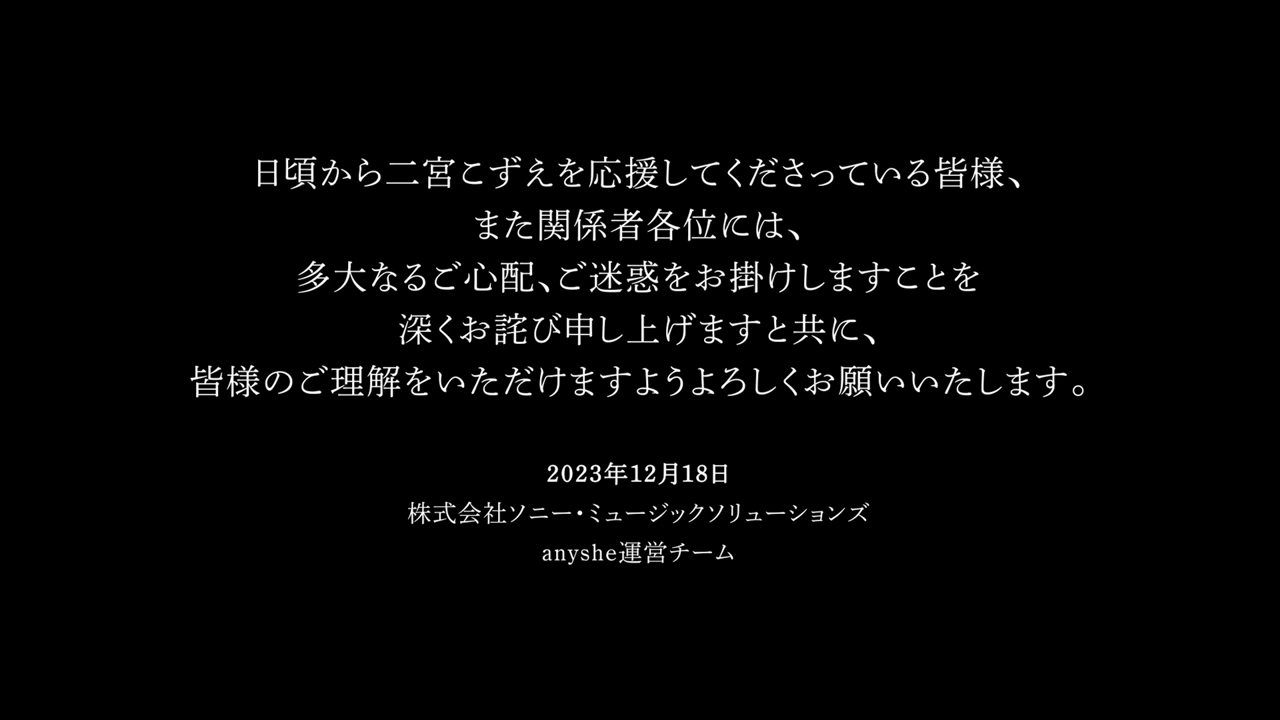 日頃から二宮こずえを応援してくださっている皆様、
また関係者各位には、
多大なるご心配、ご迷惑をお掛けしますことを
深くお詫び申し上げますと共に、
皆様のご理解をいただけますようよろしくお願いいたします。
2023年12月18日
株式会社ソニー・ミュージックソリューションズ
anyshe運営チーム